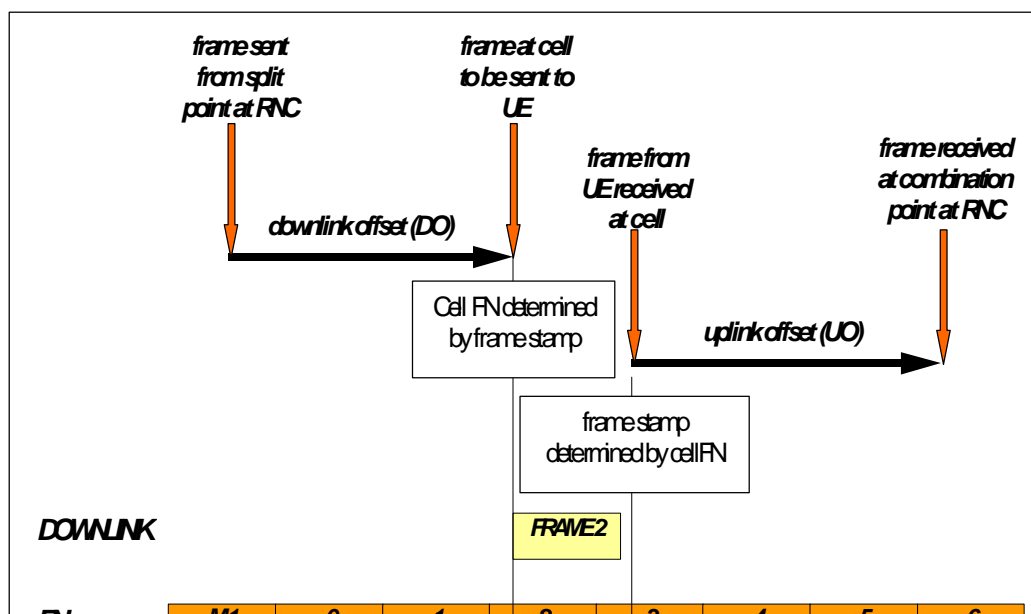 frame sent
from split
point at RNC
frame at cell
to be sent to
UE
frame from
UE received
at cell
frame received
at combination
point at RNC
downlink offset (DO)
Cell FN determined
by frame stamp
uplink offset (UO)
frame stamp
determined by cell FN
DOWNLINK
FRAME 2